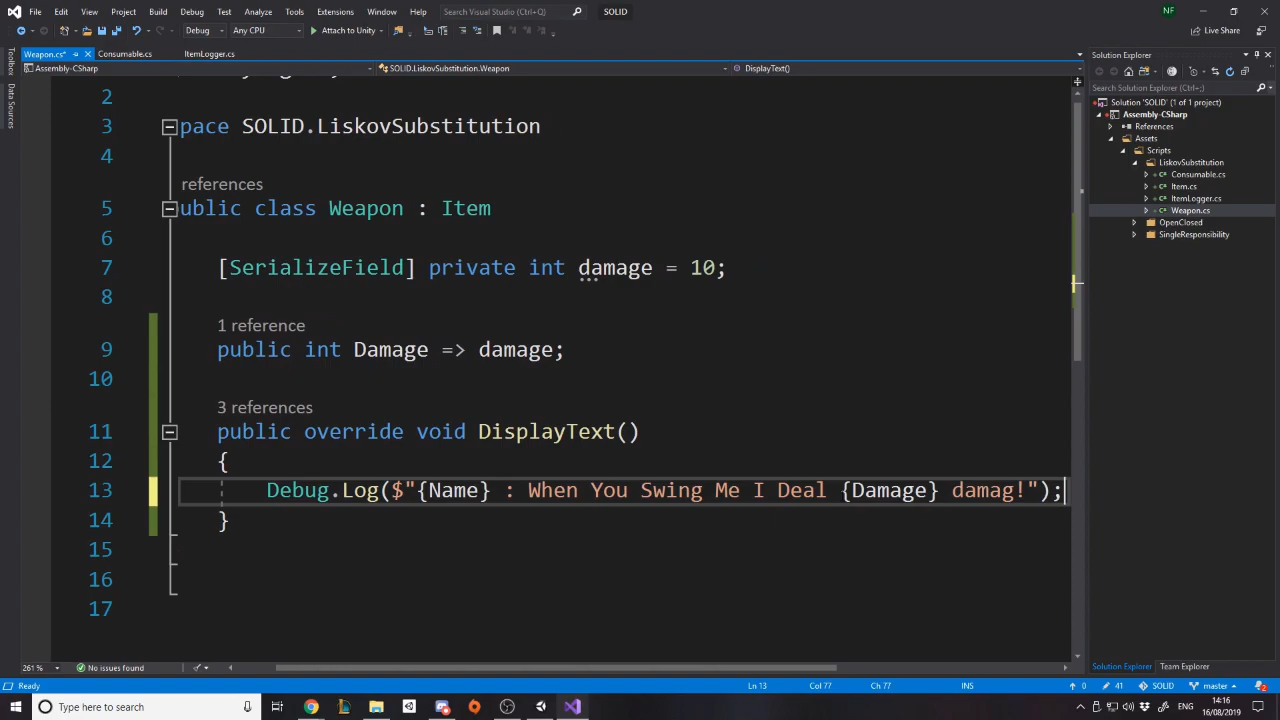 File Edit View Project Build Debug Test Analyze Tools Extensions Window Help Search Visual Studio (Ctrl+Q) SOLID NF
Debug Any CPU Attach to Unity Live Share
Weapon.cs* Consumable.cs ItemLogger.cs
Assembly-CSharp SOLID.LiskovSubstitution.Weapon DisplayText()
Toolbox
Data Sources
2
3 pace SOLID.LiskovSubstitution
4
references
5 ublic class Weapon : Item
6
7 [SerializeField] private int damage = 10;
8
1 reference
9 public int Damage => damage;
10
3 references
11 public override void DisplayText()
12 {
13 Debug.Log($"{Name} : When You Swing Me I Deal {Damage} damag!");
14 }
15
16
17
261 % No issues found
Solution Explorer
Search Solution Explorer (Ctrl+;)
Solution 'SOLID' (1 of 1 project)
Assembly-CSharp
References
Assets
Scripts
LiskovSubstitution
Consumable.cs
Item.cs
ItemLogger.cs
Weapon.cs
OpenClosed
SingleResponsibility
Solution Explorer Team Explorer
Ready Ln 13 Col 77 Ch 77 INS 0 41 SOLID master 2
Type here to search
ENG
14:16
16/08/2019